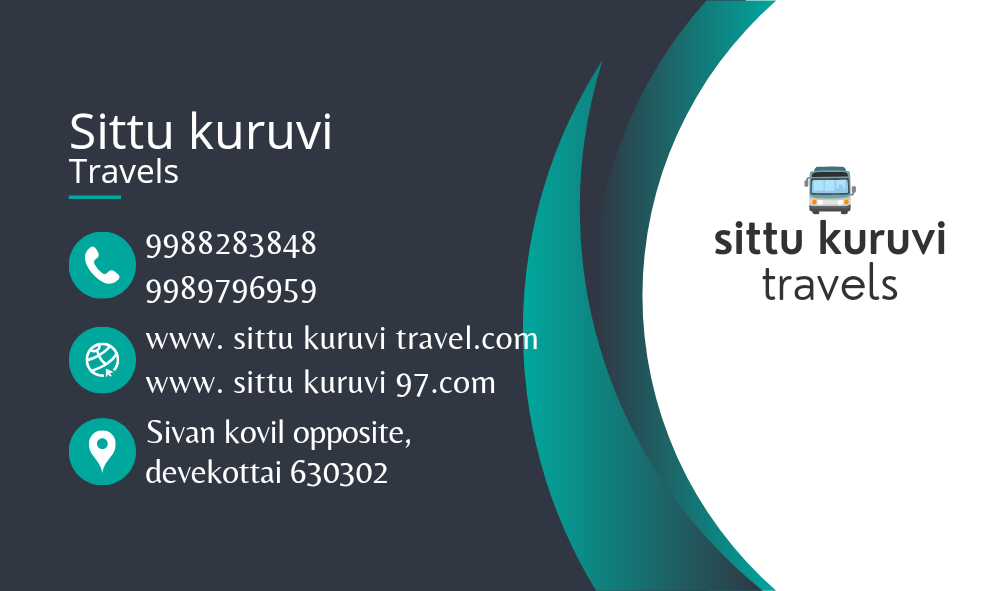 Sittu kuruvi
Travels
9988283848
9989796959
www. sittu kuruvi travel.com
www. sittu kuruvi 97.com
Sivan kovil opposite,
devekottai 630302
sittu kuruvi
travels